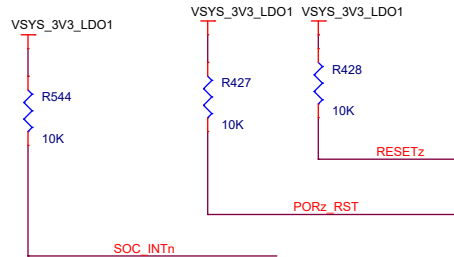 VSYS_3V3_LDO1
VSYS_3V3_LDO1
VSYS_3V3_LDO1
R544
10K
R427
10K
R428
10K
RESETz
PORz_RST
SOC_INTn